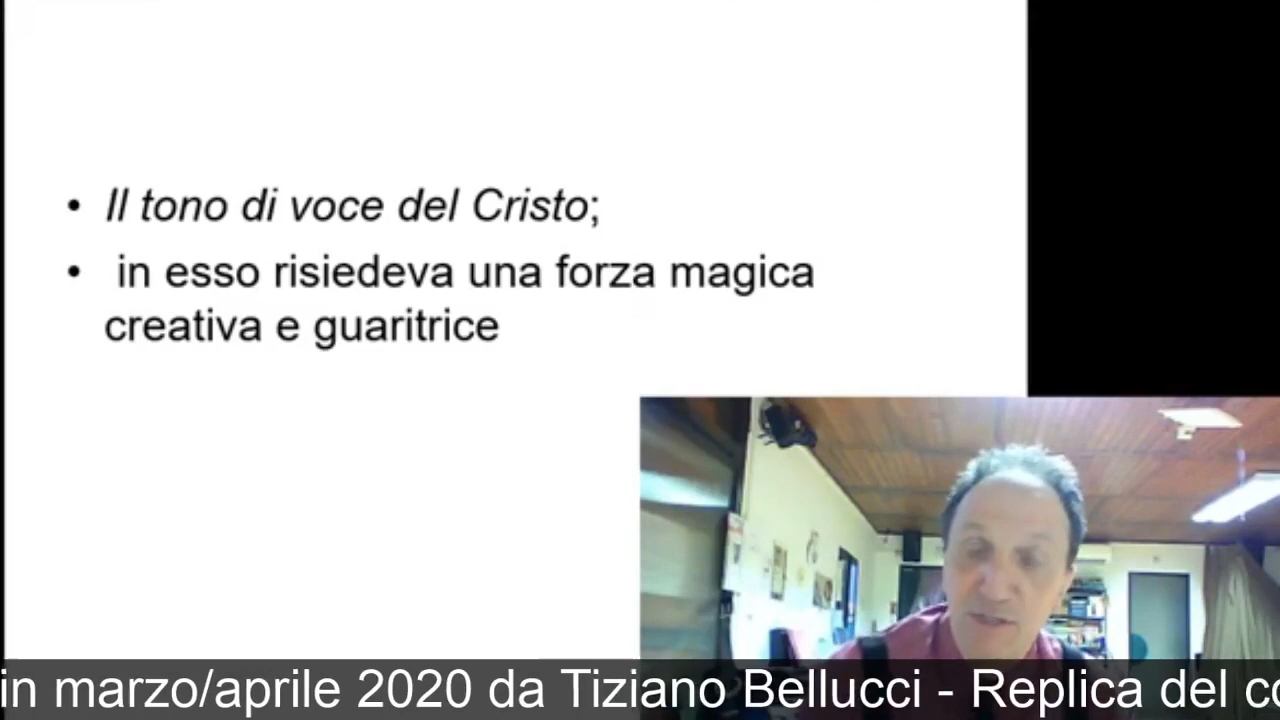 • Il tono di voce del Cristo;
• in esso risiedeva una forza magica
creativa e guaritrice
in marzo/aprile 2020 da Tiziano Bellucci - Replica del co